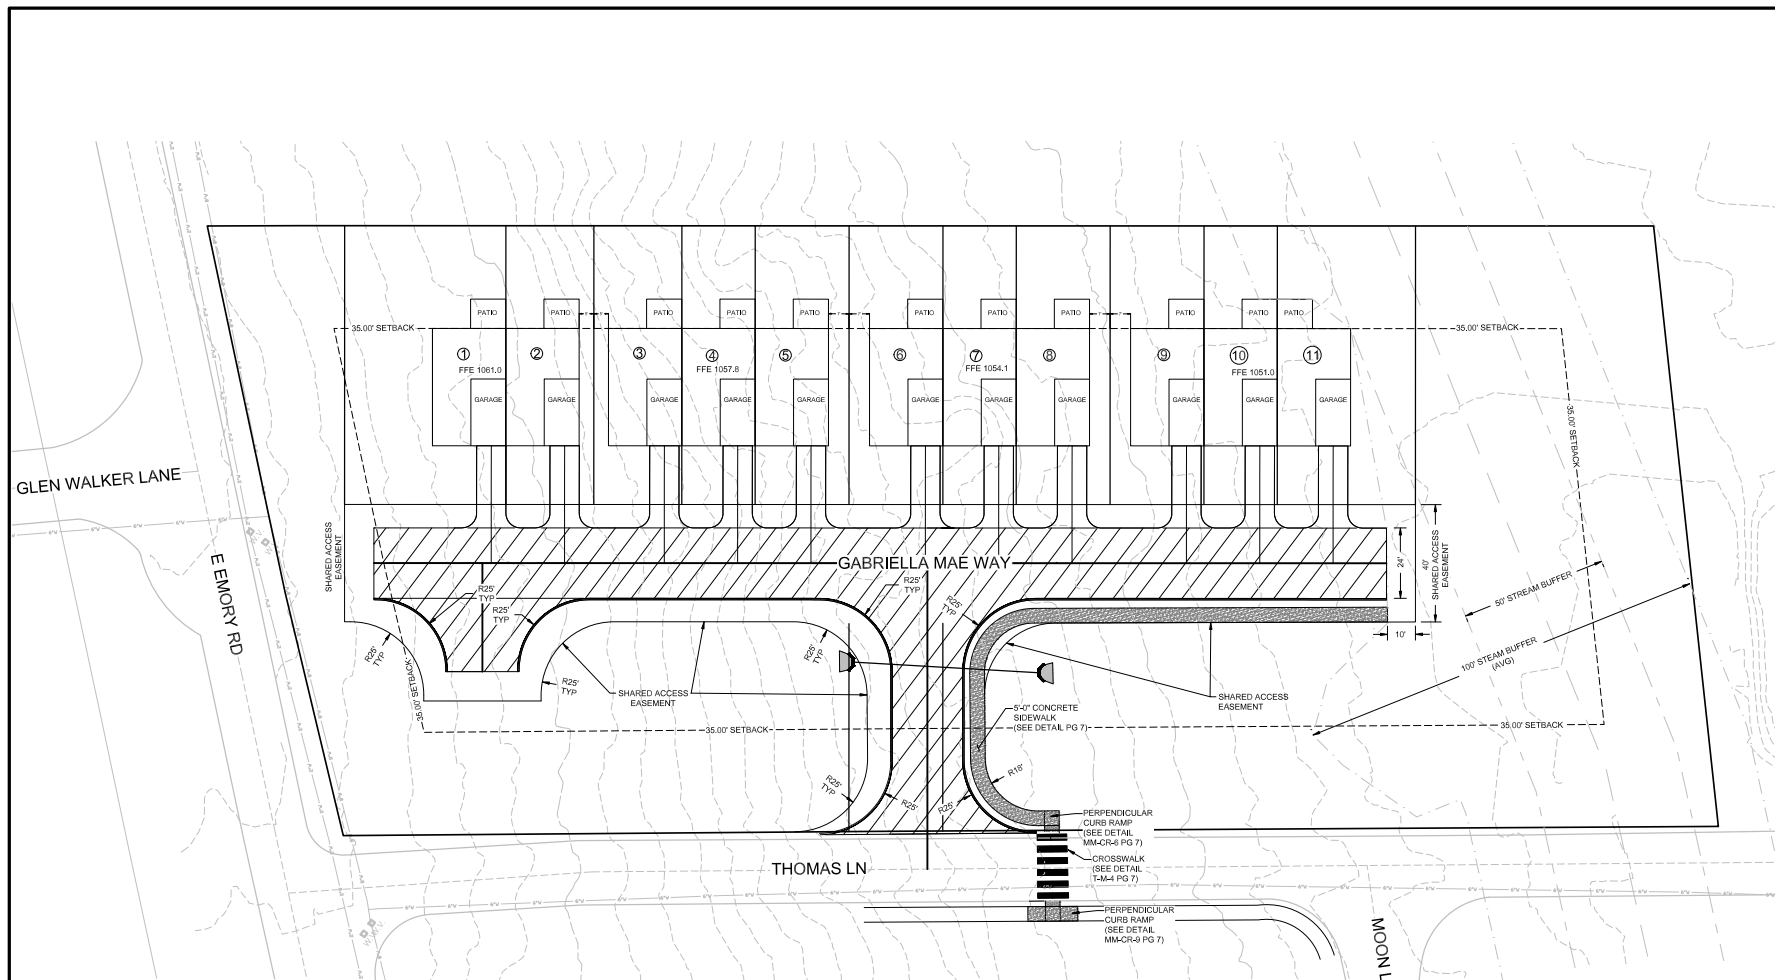 35.00' SETBACK
PATIO
PATIO
PATIO
PATIO
PATIO
PATIO
PATIO
PATIO
PATIO
PATIO
PATIO
35.00' SETBACK
1
2
3
4
5
6
7
8
9
10
11
FFE 1061.0
FFE 1057.8
FFE 1054.1
FFE 1051.0
GARAGE
GARAGE
GARAGE
GARAGE
GARAGE
GARAGE
GARAGE
GARAGE
GARAGE
GARAGE
GARAGE
35.00' SETBACK
GLEN WALKER LANE
E EMORY RD
SHARED ACCESS
EASEMENT
GABRIELLA MAE WAY
24'
40'
SHARED ACCESS
EASEMENT
10'
50' STREAM BUFFER
100' STEAM BUFFER
(AVG)
R25'
TYP
R25'
TYP
R25'
TYP
R25'
TYP
R25'
TYP
R25'
TYP
R25'
TYP
35.00' SETBACK
SHARED ACCESS
EASEMENT
SHARED ACCESS
EASEMENT
5'-0" CONCRETE
SIDEWALK
(SEE DETAIL PG 7)
35.00' SETBACK
35.00' SETBACK
R25'
TYP
R25'
R25'
R18'
PERPENDICULAR
CURB RAMP
(SEE DETAIL
MM-CR-6 PG 7)
CROSSWALK
(SEE DETAIL
T-M-4 PG 7)
THOMAS LN
PERPENDICULAR
CURB RAMP
(SEE DETAIL
MM-CR-9 PG 7)
MOON L